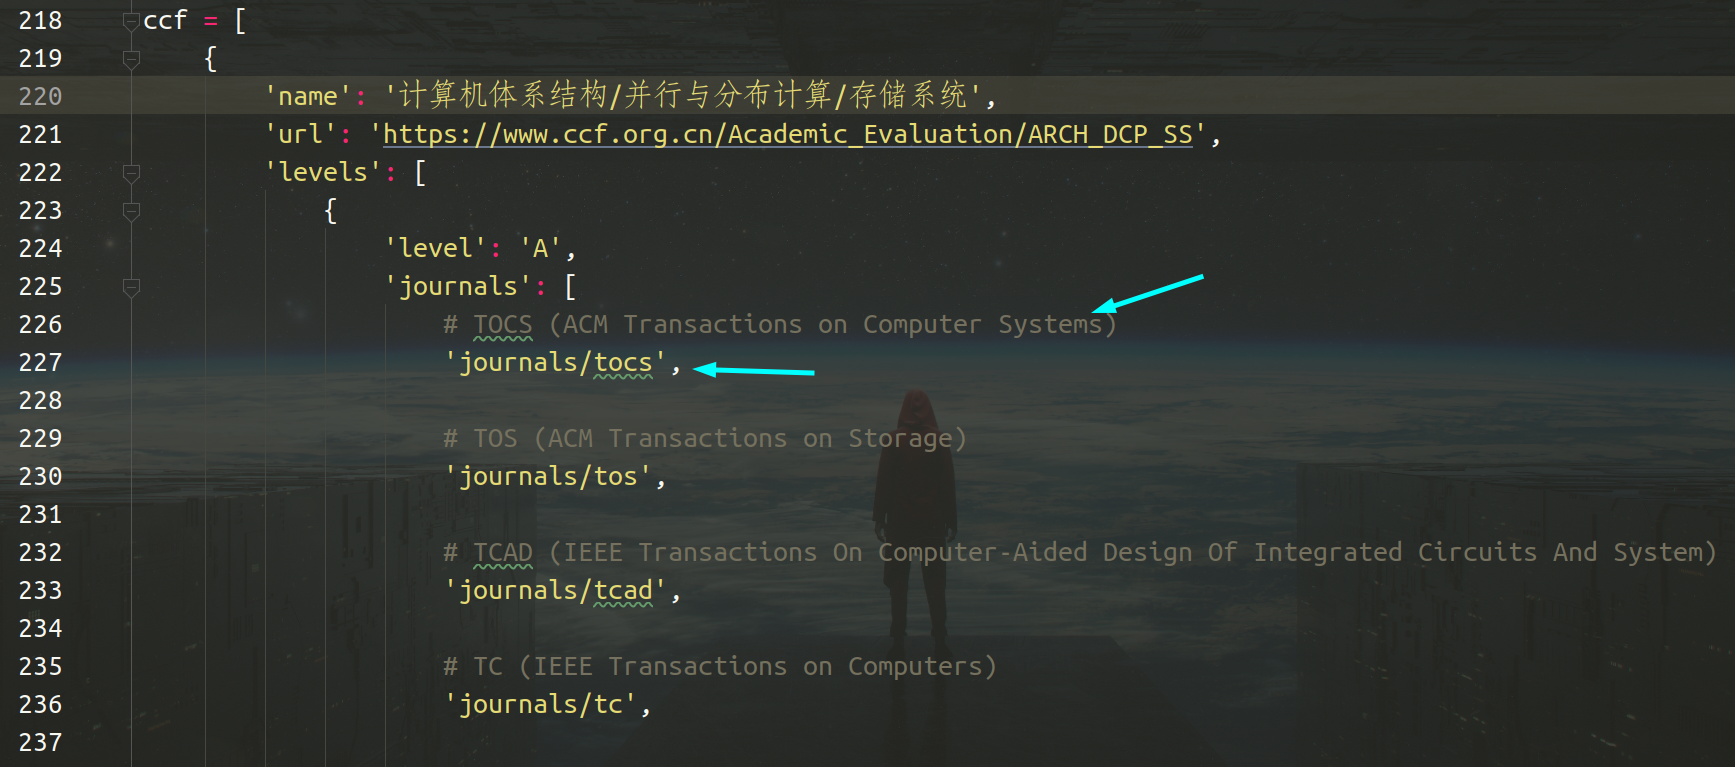 218 ccf = [
219 {
220 'name': '计算机体系结构/并行与分布计算/存储系统',
221 'url': 'https://www.ccf.org.cn/Academic_Evaluation/ARCH_DCP_SS',
222 'levels': [
223 {
224 'level': 'A',
225 'journals': [
226 # TOCS (ACM Transactions on Computer Systems)
227 'journals/tocs',
228
229 # TOS (ACM Transactions on Storage)
230 'journals/tos',
231
232 # TCAD (IEEE Transactions On Computer-Aided Design Of Integrated Circuits And System)
233 'journals/tcad',
234
235 # TC (IEEE Transactions on Computers)
236 'journals/tc',
237